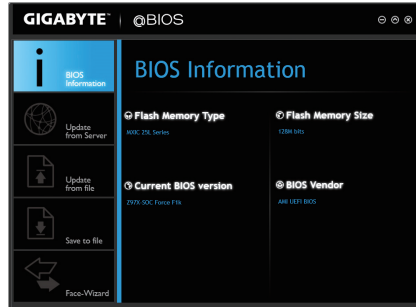 GIGABYTE™ @BIOS
BIOS
Information
Update
from Server
Update
from file
Save to file
Face-Wizard
BIOS Information
Flash Memory Type
MXIC 25L Series
Flash Memory Size
128M bits
Current BIOS version
Z97X-SOC Force F1k
BIOS Vendor
AMI UEFI BIOS